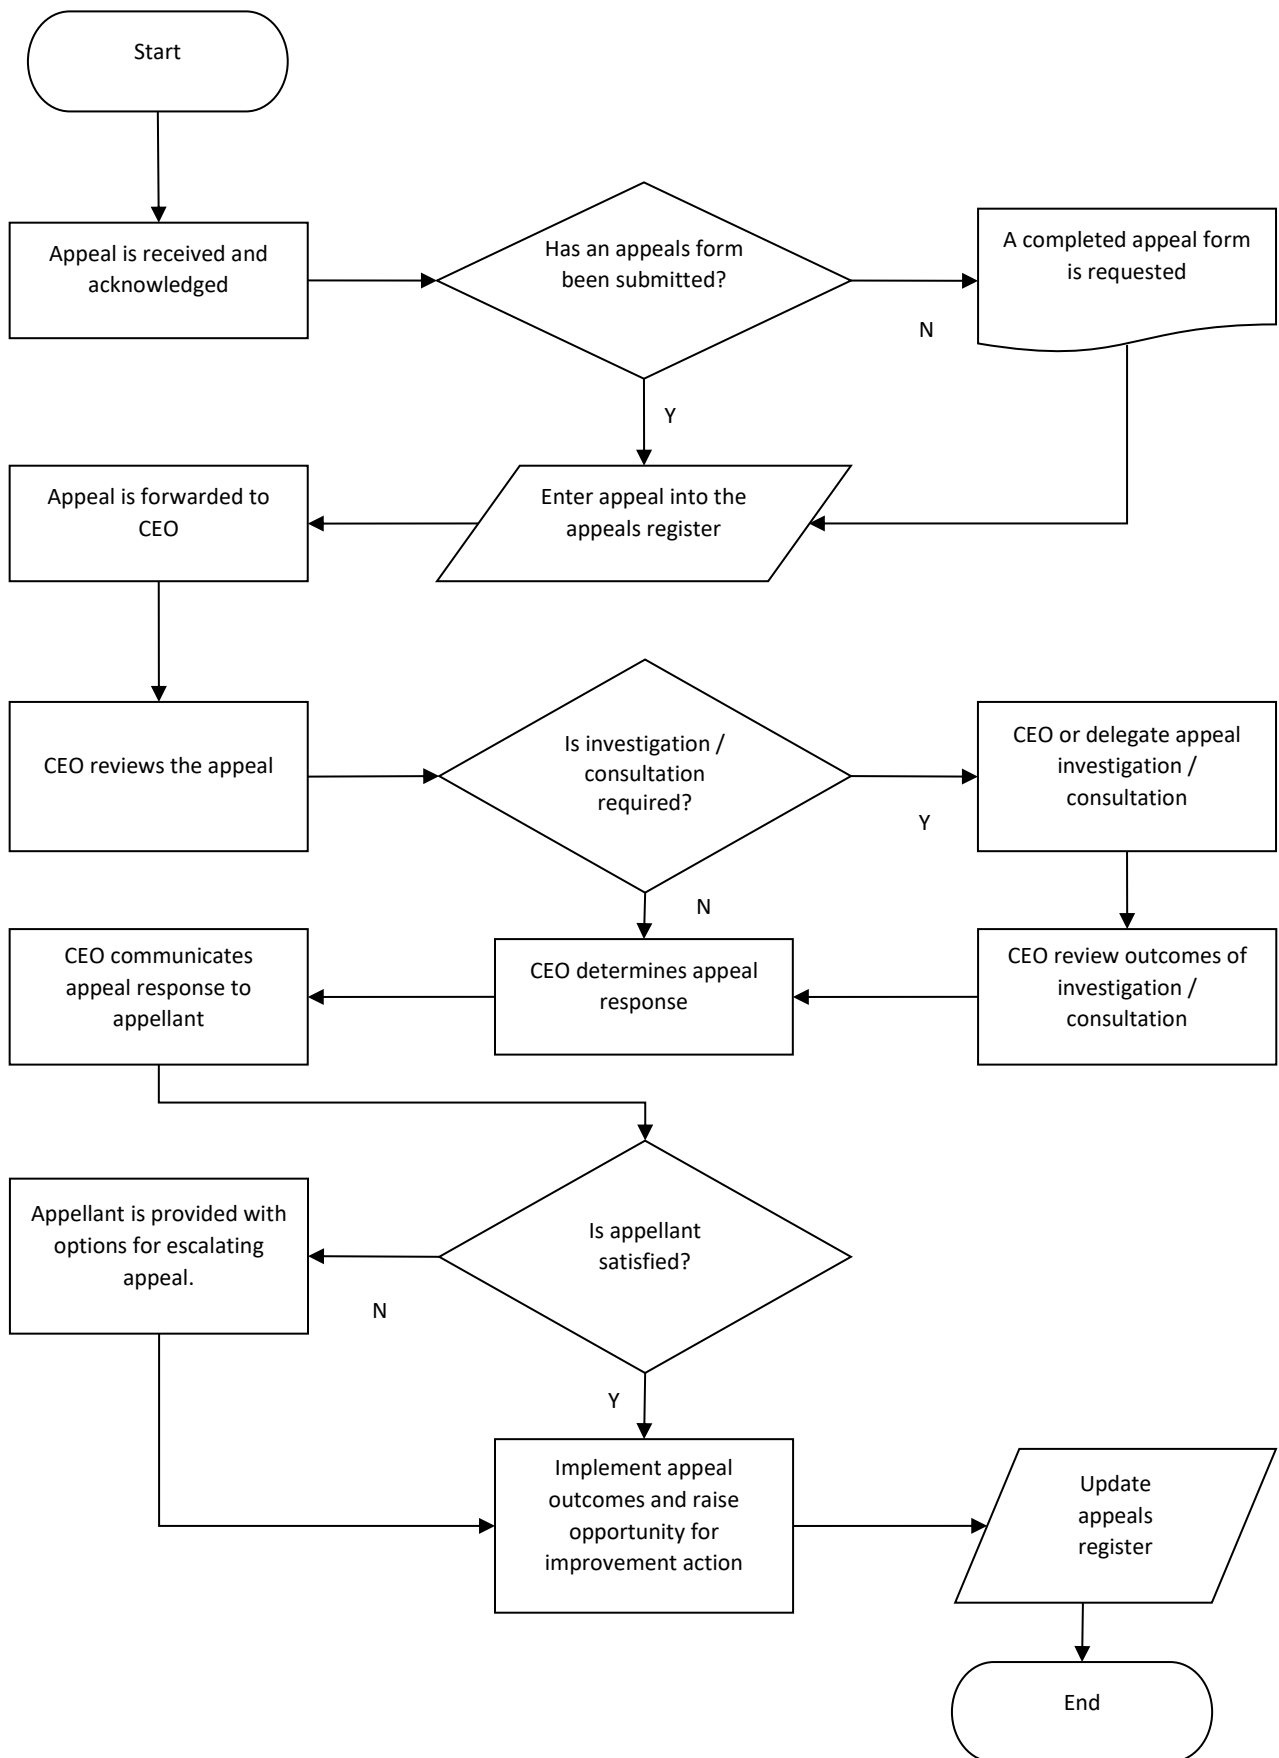 Start
Appeal is received and
acknowledged
Has an appeals form
been submitted?
N
A completed appeal form
is requested
Y
Appeal is forwarded to
CEO
Enter appeal into the
appeals register
CEO reviews the appeal
Is investigation /
consultation
required?
Y
CEO or delegate appeal
investigation /
consultation
N
CEO communicates
appeal response to
appellant
CEO determines appeal
response
CEO review outcomes of
investigation /
consultation
Appellant is provided with
options for escalating
appeal.
N
Is appellant
satisfied?
Y
Implement appeal
outcomes and raise
opportunity for
improvement action
Update
appeals
register
End